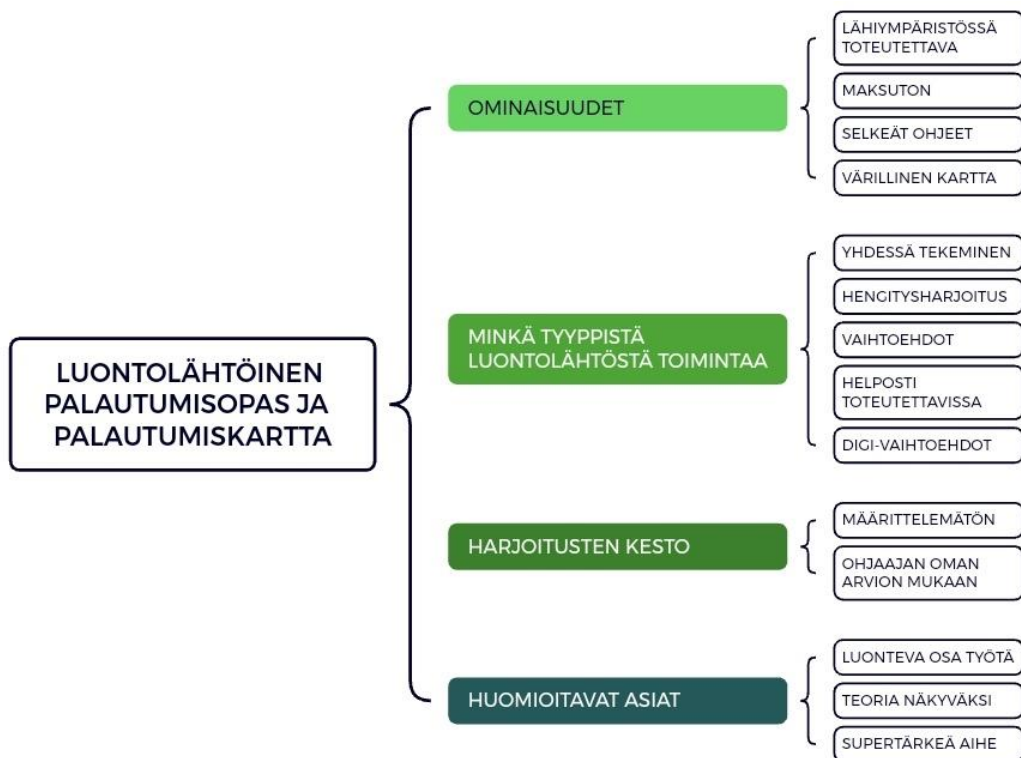 LUONTOLÄHTÖINEN
PALAUTUMISOPAS JA
PALAUTUMISKARTTA
OMINAISUUDET
LÄHIYMPÄRISTÖSSÄ
TOTEUTETTAVA
MAKSUTON
SELKEÄT OHJEET
VÄRILLINEN KARTTA
MINKÄ TYYPPISTÄ
LUONTOLÄHTÖSTÄ TOIMINTAA
YHDESSÄ TEKEMINEN
HENGITYSHARJOITUS
VAIHTOEHDOT
HELPOSTI
TOTEUTETTAVISSA
DIGI-VAIHTOEHDOT
HARJOITUSTEN KESTO
MÄÄRITTELEMÄTÖN
OHJAAJAN OMAN
ARVION MUKAAN
HUOMIOITAVAT ASIAT
LUONTEVA OSA TYÖTÄ
TEORIA NÄKYVÄKSI
SUPERTÄRKEÄ AIHE